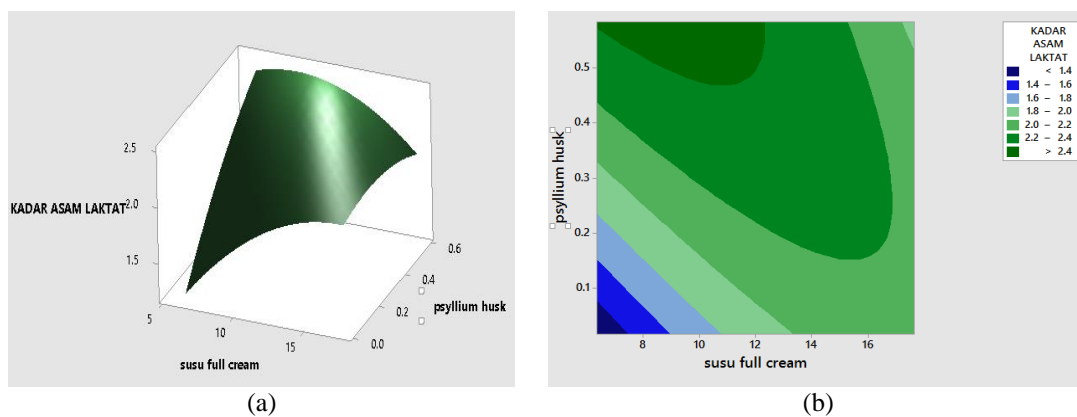 2.5
2.0
KADAR ASAM LAKTAT
1.5
0.6
0.4
psyllium husk
0.2
0.0
5
10
15
susu full cream
(a)
0.5
0.4
0.3
0.2
0.1
psyllium husk
8 10 12 14 16
susu full cream
KADAR
ASAM
LAKTAT
< 1.4
1.4 – 1.6
1.6 – 1.8
1.8 – 2.0
2.0 – 2.2
2.2 – 2.4
> 2.4
(b)